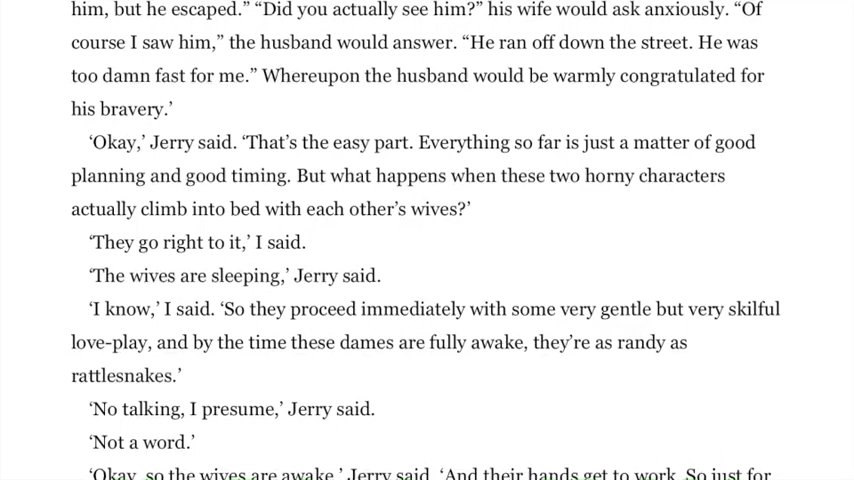 him, but he escaped.” “Did you actually see him?” his wife would ask anxiously. “Of
course I saw him,” the husband would answer. “He ran off down the street. He was
too damn fast for me.” Whereupon the husband would be warmly congratulated for
his bravery.’
‘Okay,’ Jerry said. ‘That’s the easy part. Everything so far is just a matter of good
planning and good timing. But what happens when these two horny characters
actually climb into bed with each other’s wives?’
‘They go right to it,’ I said.
‘The wives are sleeping,’ Jerry said.
‘I know,’ I said. ‘So they proceed immediately with some very gentle but very skilful
love-play, and by the time these dames are fully awake, they’re as randy as
rattlesnakes.’
‘No talking, I presume,’ Jerry said.
‘Not a word.’
‘Okay, so the wives are awake,’ Jerry said. ‘And their hands get to work. So just for